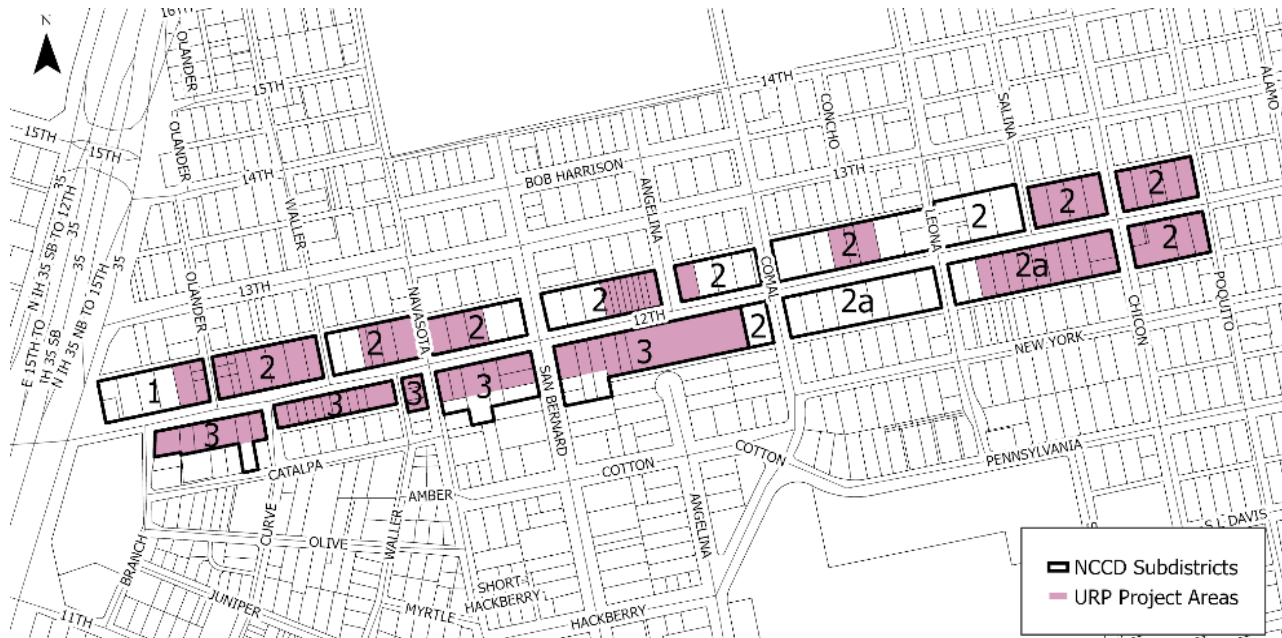 N
16TH
OLANDER
15TH
14TH
ALAMO
15TH
15TH
OLANDER
14TH
WALLER
BOB HARRISON
ANGELINA
CONCHO
13TH
SALINA
N IH 35 SB TO 12TH
35
35
35
E 15TH TO
IH 35 SB
N IH 35 NB TO 15TH
OLANDER
13TH
NAVASOTA
12TH
COMAL
LEONA
CHICON
POQUITO
1
2
2
2
2
2
2
2
2
2
3
3
3
3
3
2
2a
2a
2
NEW YORK
SAN BERNARD
CATALPA
COTTON
COTTON
PENNSYLVANIA
AMBER
CURVE
OLIVE
WALLER
ANGELINA
BRANCH
JUNIPER
SHORT
HACKBERRY
MYRTLE
HACKBERRY
11TH
S L DAVIS
NCCD Subdistricts
URP Project Areas